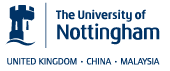 The University of
Nottingham
UNITED KINGDOM · CHINA · MALAYSIA